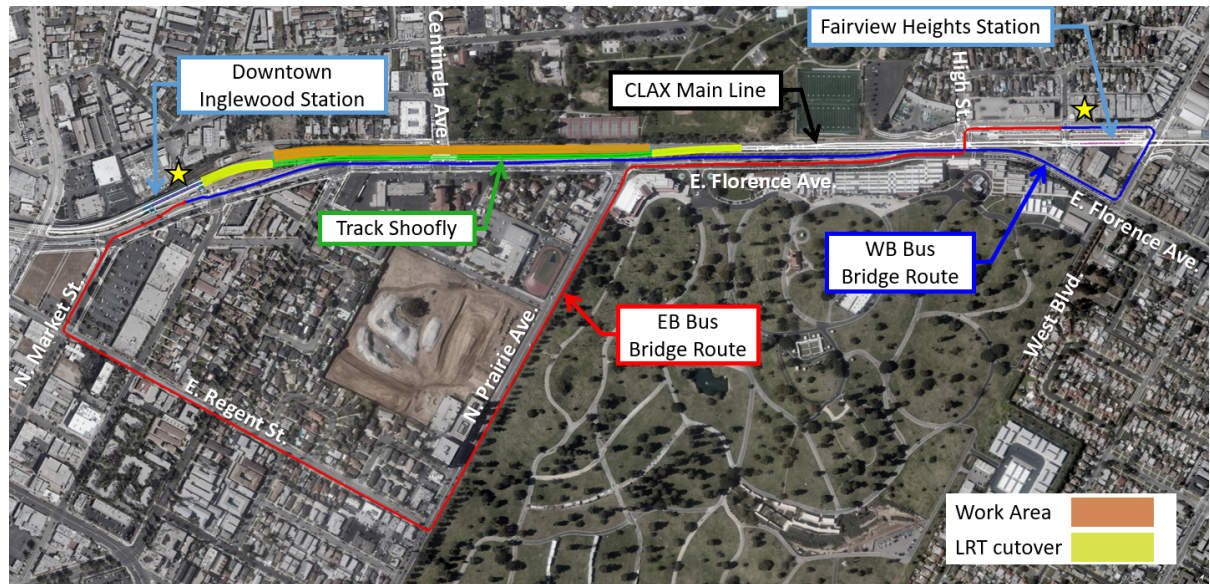 Fairview Heights Station
Downtown
Inglewood Station
Centinela Ave.
CLAX Main Line
High St.
E. Florence Ave.
Track Shoofly
WB Bus
Bridge Route
E. Florence Ave.
N. Market St.
EB Bus
Bridge Route
West Blvd.
N. Prairie Ave.
E. Regent St.
Work Area
LRT cutover